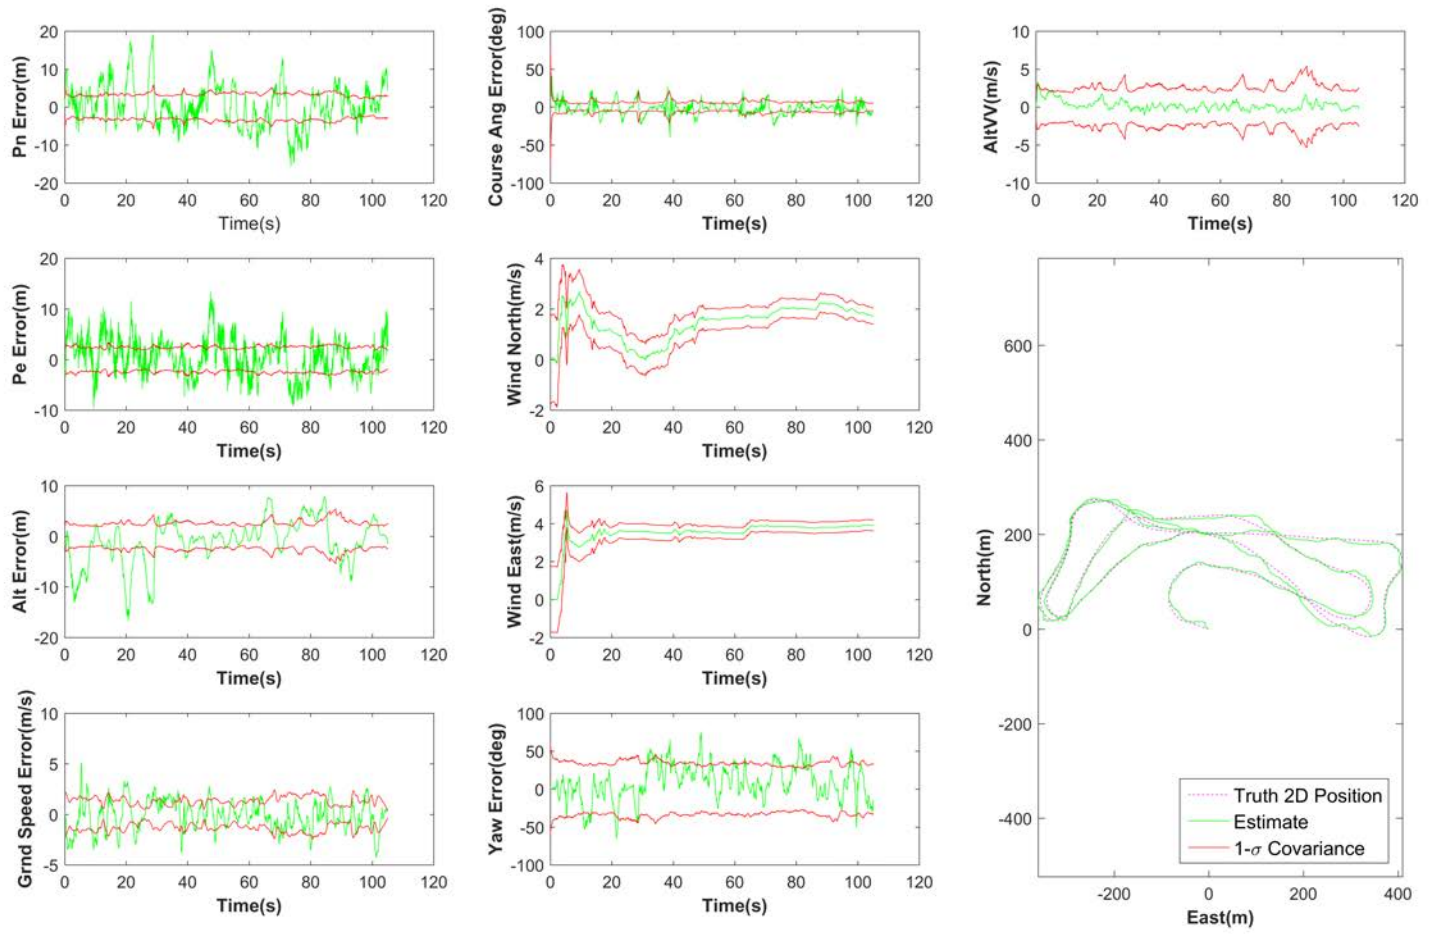 Pn Error(m)
20
10
0
-10
-20
0 20 40 60 80 100 120
Time(s)
Course Ang Error(deg)
100
50
0
-50
-100
0 20 40 60 80 100 120
Time(s)
AltVV(m/s)
10
5
0
-5
-10
0 20 40 60 80 100 120
Time(s)
Pe Error(m)
20
10
0
-10
0 20 40 60 80 100 120
Time(s)
Wind North(m/s)
4
2
0
-2
0 20 40 60 80 100 120
Time(s)
Alt Error(m)
10
0
-10
-20
0 20 40 60 80 100 120
Time(s)
Wind East(m/s)
6
4
2
0
-2
0 20 40 60 80 100 120
Time(s)
Grnd Speed Error(m/s)
10
5
0
-5
0 20 40 60 80 100 120
Time(s)
Yaw Error(deg)
100
50
0
-50
-100
0 20 40 60 80 100 120
Time(s)
North(m)
600
400
200
0
-200
-400
Truth 2D Position
Estimate
1-σ Covariance
-200 0 200 400
East(m)